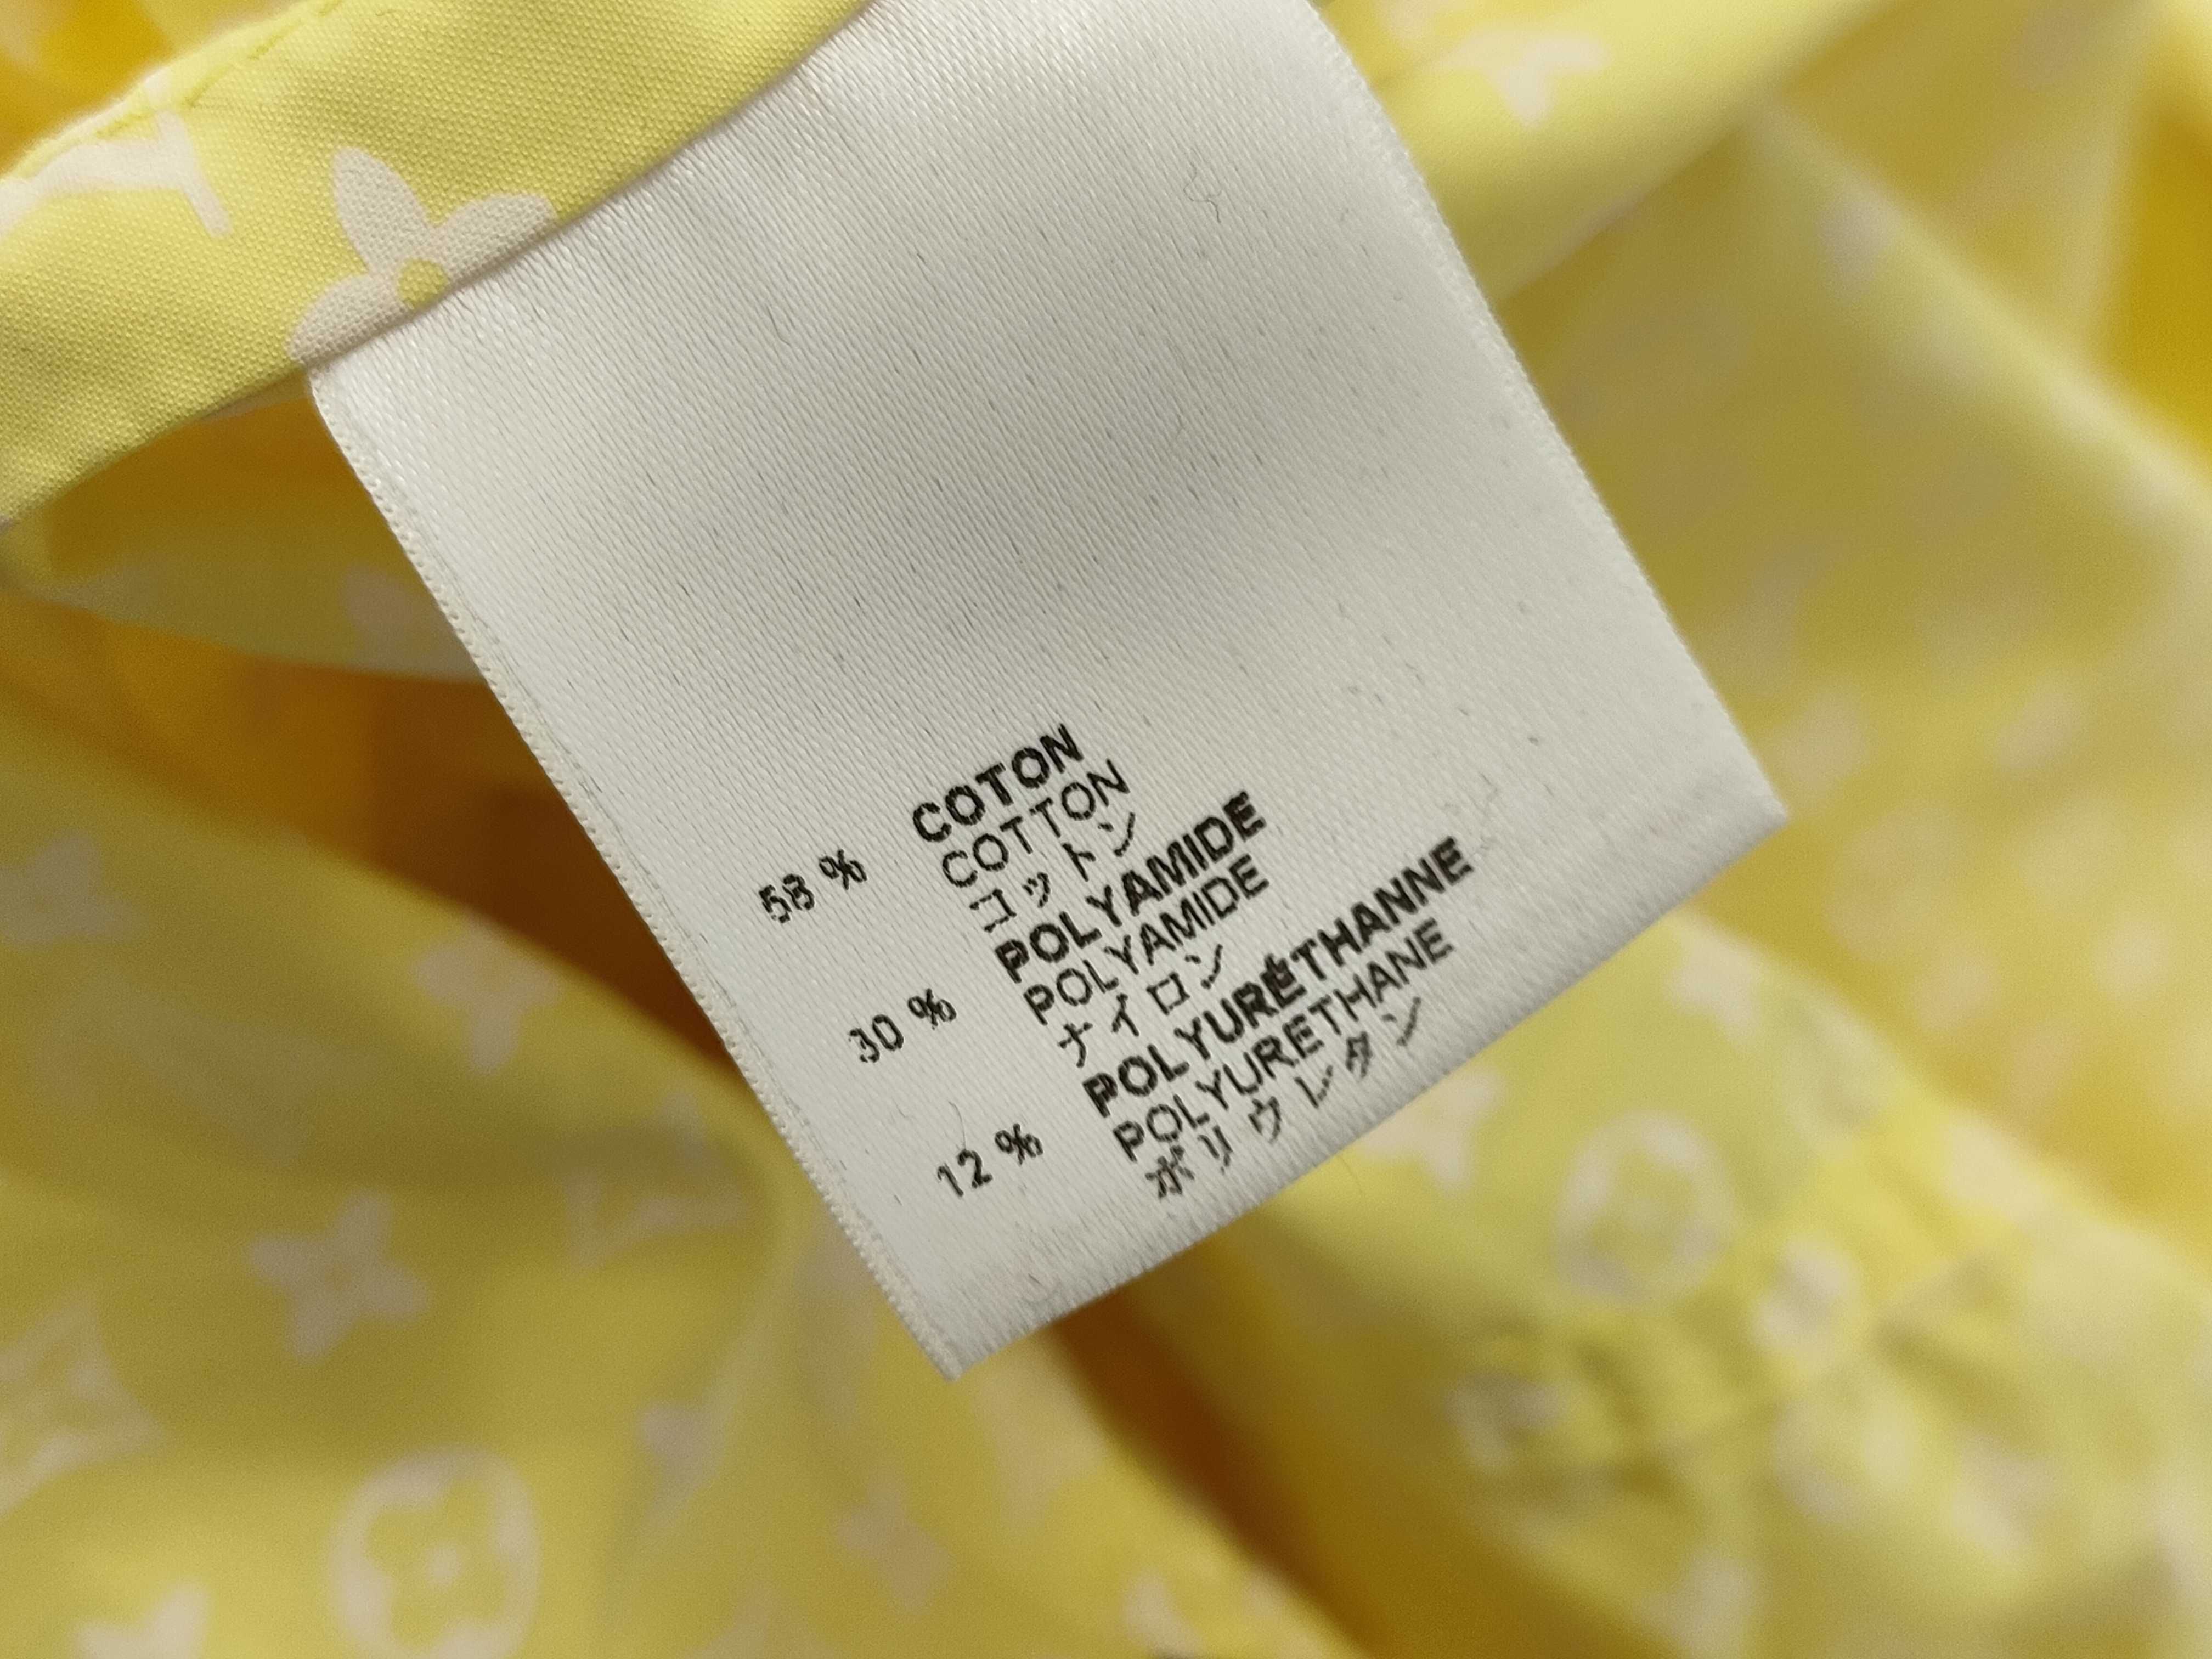 58 % COTON
COTTON
コットン
30 % POLYAMIDE
POLYAMIDE
ナイロン
12 % POLYURÉTHANNE
POLYURETHANE
ポリウレタン